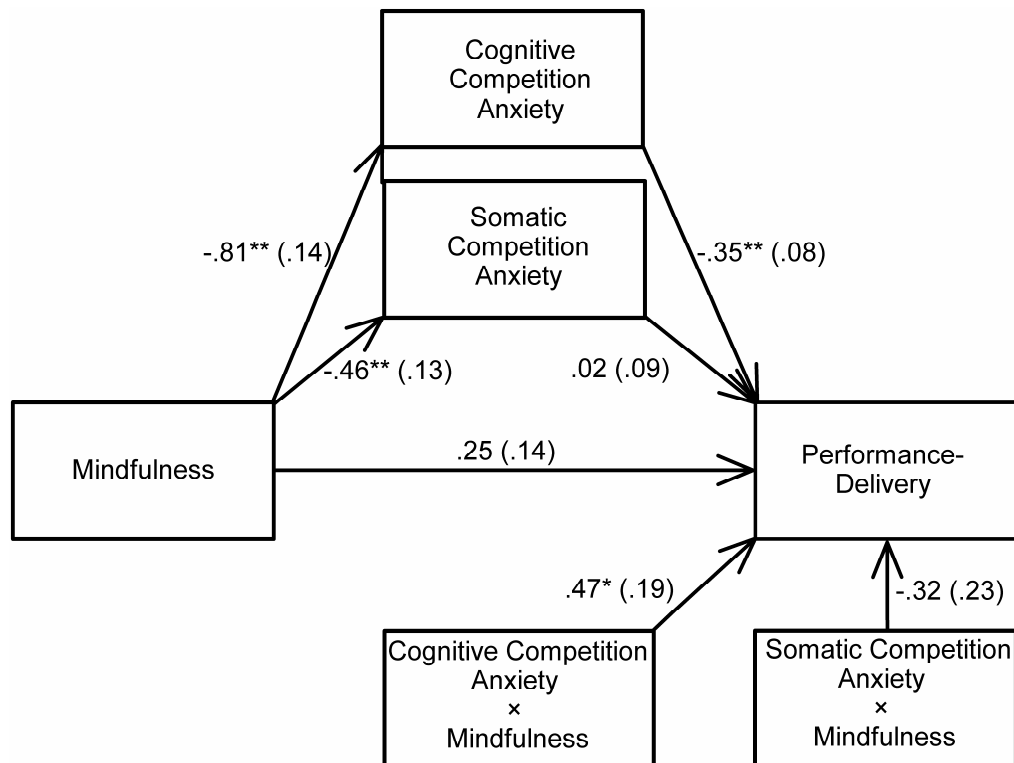 Cognitive
Competition
Anxiety
Somatic
Competition
Anxiety
-.81** (.14)
-.35** (.08)
-.46** (.13)
.02 (.09)
Mindfulness
.25 (.14)
Performance-
Delivery
.47* (.19)
-.32 (.23)
Cognitive Competition
Anxiety
×
Mindfulness
Somatic Competition
Anxiety
×
Mindfulness